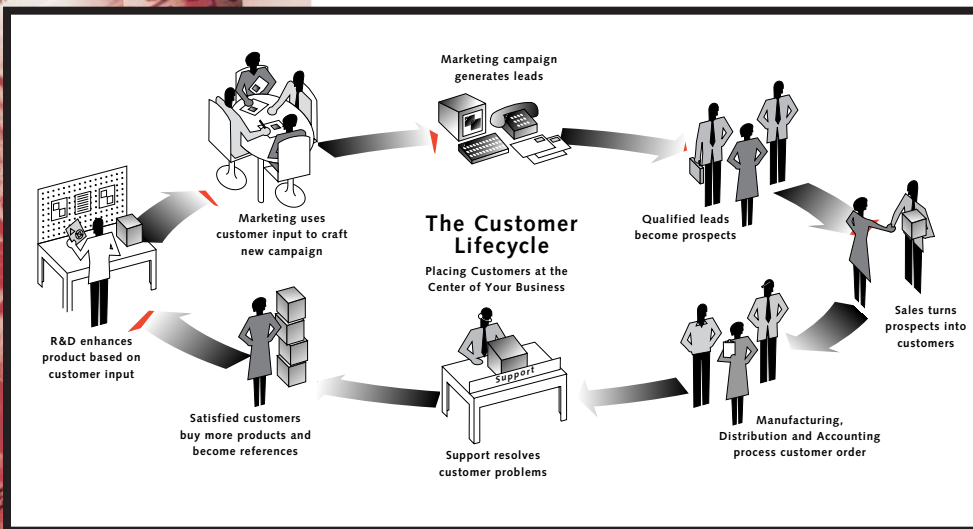 Marketing campaign
generates leads
Qualified leads
become prospects
Sales turns
prospects into
customers
Manufacturing,
Distribution and Accounting
process customer order
Support
Support resolves
customer problems
Satisfied customers
buy more products and
become references
R&D enhances
product based on
customer input
Marketing uses
customer input to craft
new campaign
The Customer
Lifecycle
Placing Customers at the
Center of Your Business